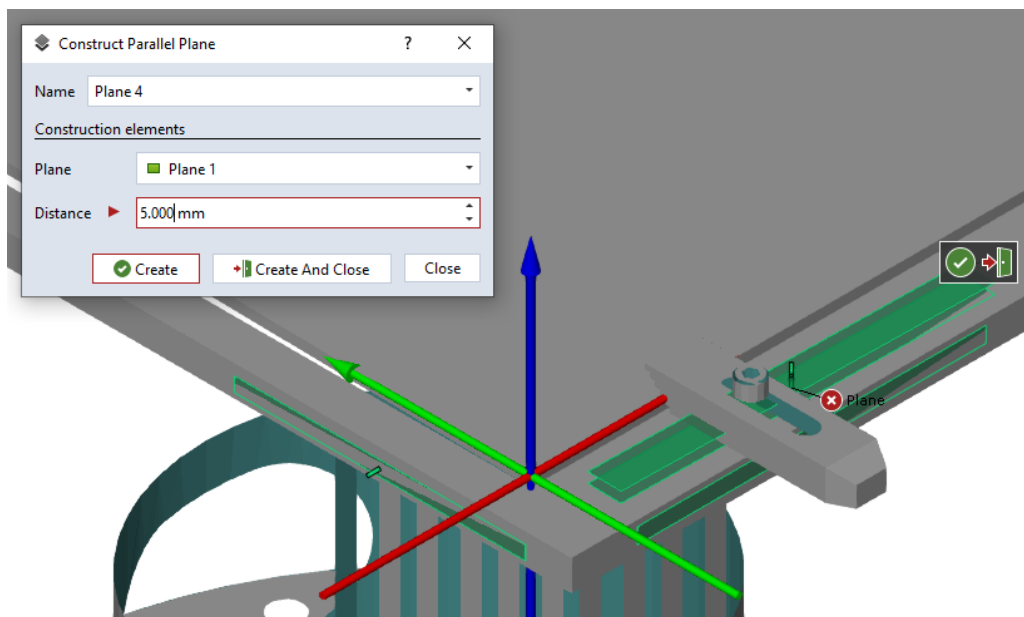 Construct Parallel Plane ?
Name Plane 4
Construction elements
Plane Plane 1
Distance 5.000 mm
Create Create And Close Close
Plane